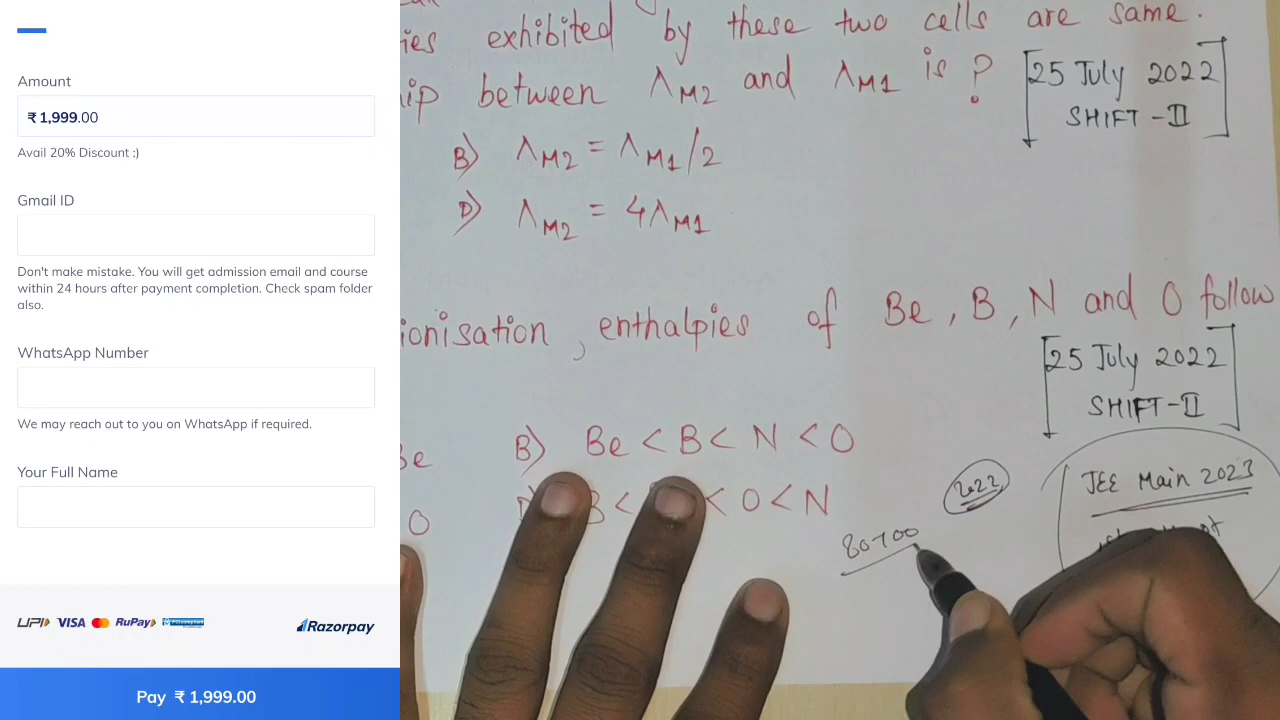 Amount
₹ 1,999.00
Avail 20% Discount ;)
Gmail ID
Don't make mistake. You will get admission email and course
within 24 hours after payment completion. Check spam folder
also.
WhatsApp Number
We may reach out to you on WhatsApp if required.
Your Full Name
UPI VISA RuPay Razorpay
Pay ₹ 1,999.00
ies exhibited by these two cells are same.
ip between λM2 and λM1 is ? [25 July 2022
SHIFT-II]
B) λM2 = λM1/2
D) λM2 = 4λM1
ionisation, enthalpies of Be, B, N and O follow
[25 July 2022
SHIFT-II]
Be B) Be < B < N < O
O B < < O < N
2022
JEE Main 2023